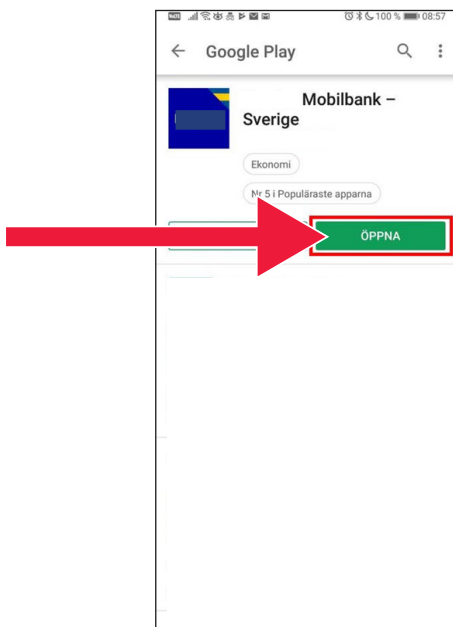 100 % 08:57
Google Play
Mobilbank –
Sverige
Ekonomi
Nr 5 i Populäraste apparna
ÖPPNA